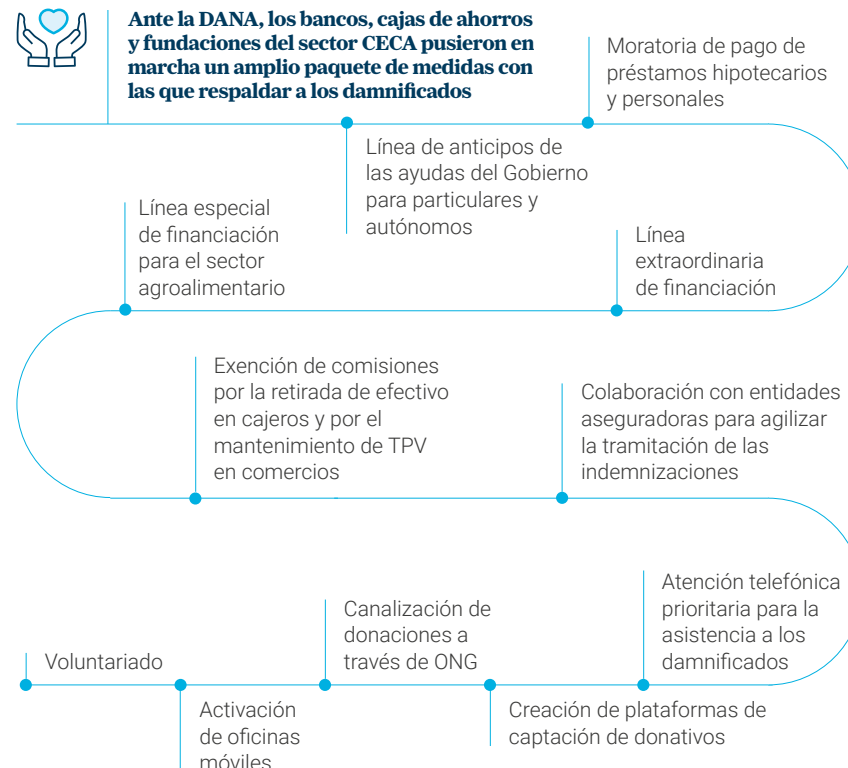 Ante la DANA, los bancos, cajas de ahorros
y fundaciones del sector CECA pusieron en
marcha un amplio paquete de medidas con
las que respaldar a los damnificados
Línea de anticipos de
las ayudas del Gobierno
para particulares y
autónomos
Moratoria de pago de
préstamos hipotecarios
y personales
Línea
extraordinaria
de financiación
Línea especial
de financiación
para el sector
agroalimentario
Exención de comisiones
por la retirada de efectivo
en cajeros y por el
mantenimiento de TPV
en comercios
Colaboración con entidades
aseguradoras para agilizar
la tramitación de las
indemnizaciones
Atención telefónica
prioritaria para la
asistencia a los
damnificados
Creación de plataformas de
captación de donativos
Canalización de
donaciones a
través de ONG
Activación
de oficinas
móviles
Voluntariado